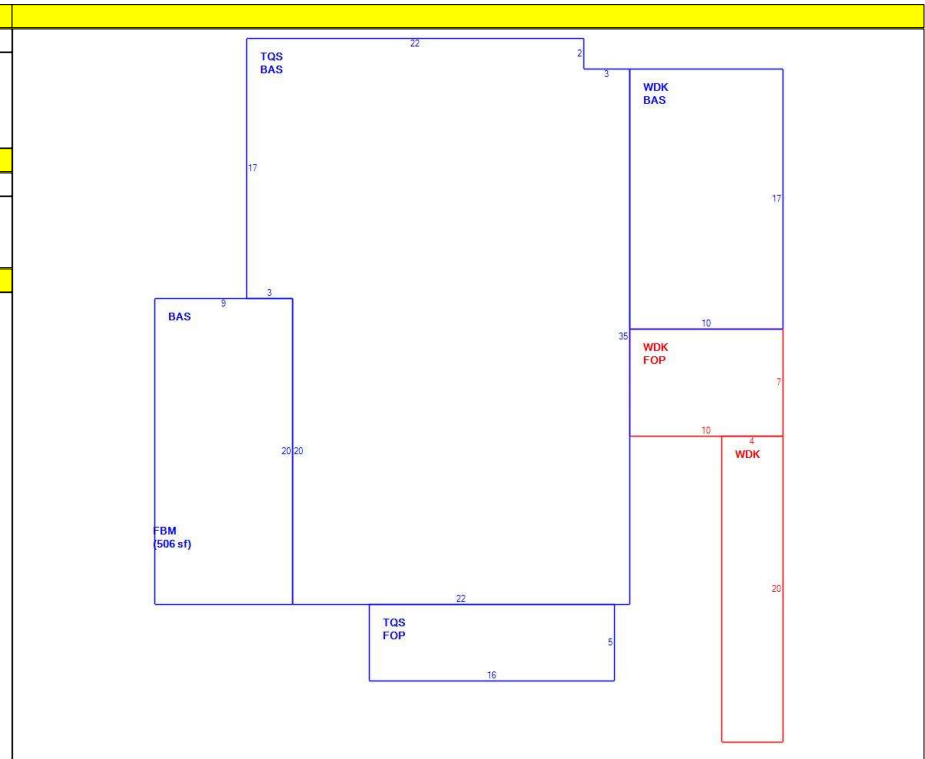 22
TQS
BAS
2
3
WDK
BAS
17
17
3
9
BAS
10
35
WDK
FOP
7
10
4
WDK
20 20
FBM
(506 sf)
20
22
TQS
FOP
5
16